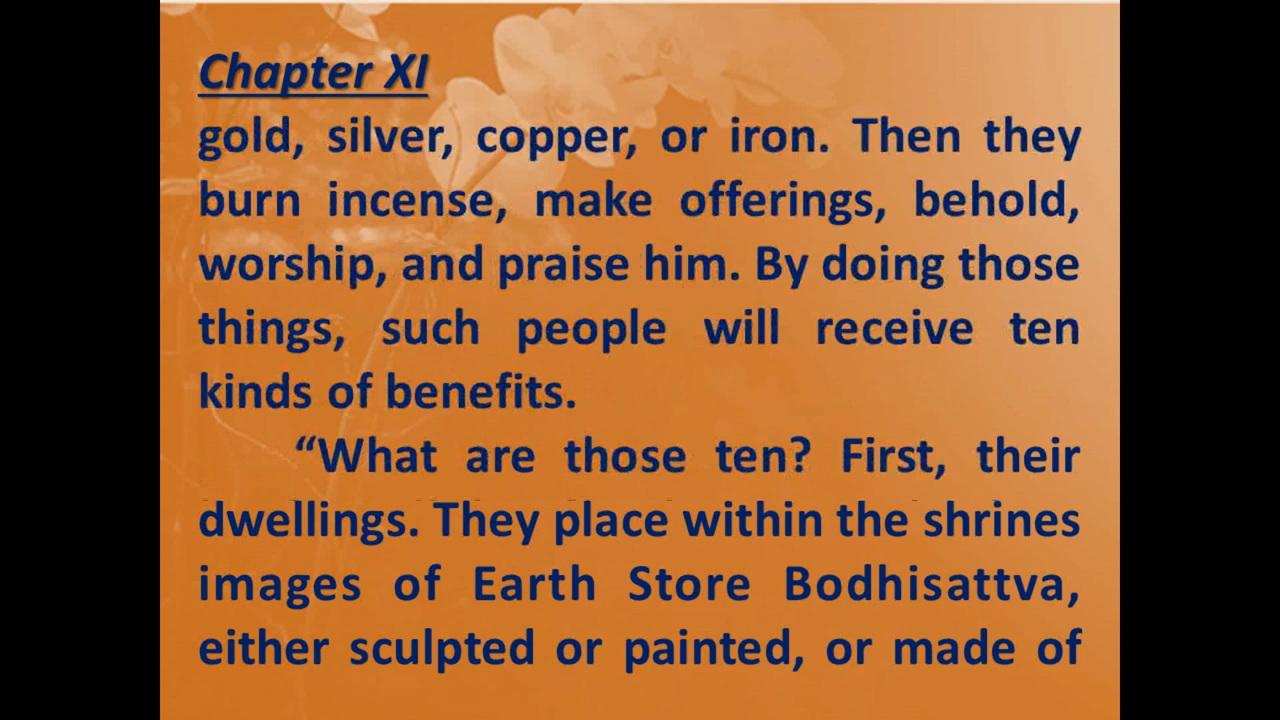 Chapter XI
gold, silver, copper, or iron. Then they
burn incense, make offerings, behold,
worship, and praise him. By doing those
things, such people will receive ten
kinds of benefits.
“What are those ten? First, their
dwellings. They place within the shrines
images of Earth Store Bodhisattva,
either sculpted or painted, or made of